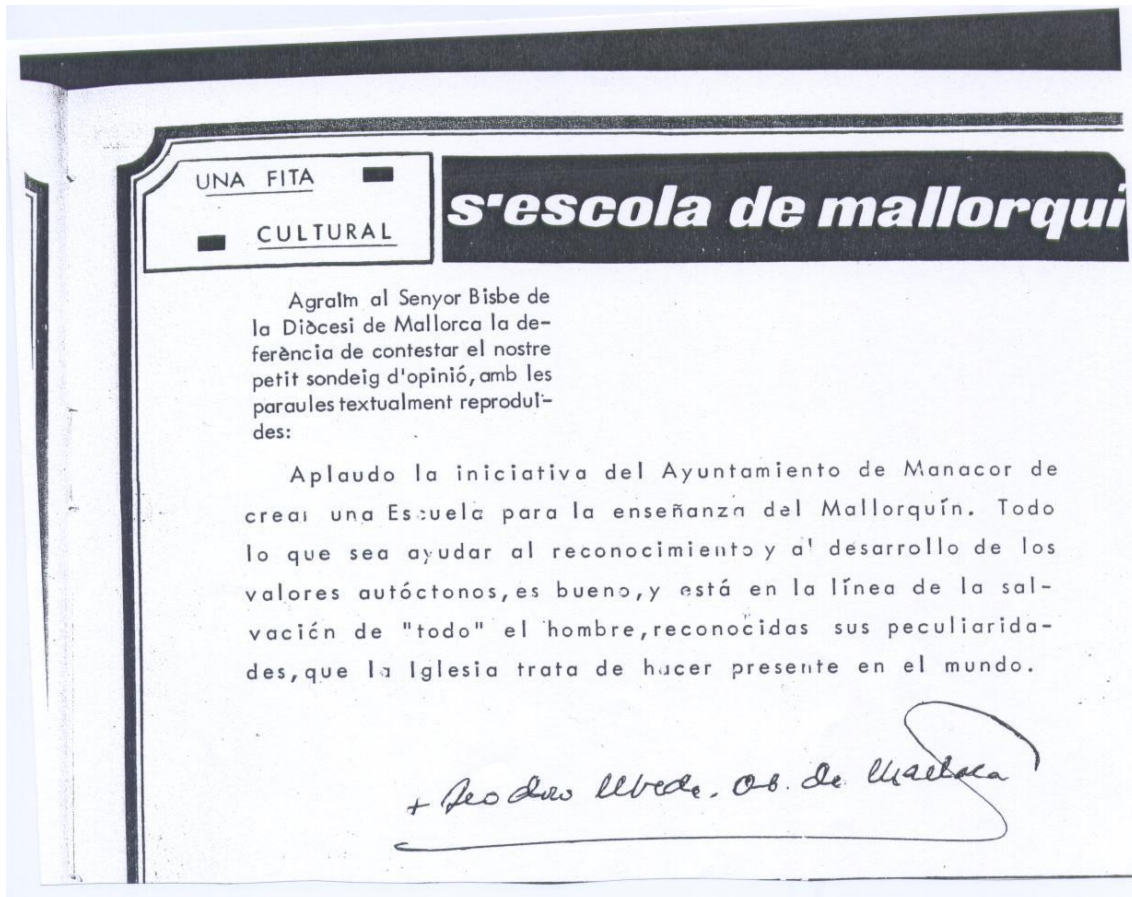 UNA FITA
CULTURAL
s'escola de mallorquí
Agraïm al Senyor Bisbe de
la Diòcesi de Mallorca la de-
ferència de contestar el nostre
petit sondeig d'opinió, amb les
paraules textualment reproduï-
des:
Aplaudo la iniciativa del Ayuntamiento de Manacor de
crear una Escuela para la enseñanza del Mallorquín. Todo
lo que sea ayudar al reconocimiento y al desarrollo de los
valores autóctonos, es bueno, y está en la línea de la sal-
vación de "todo" el hombre, reconocidas sus peculiarida-
des, que la Iglesia trata de hacer presente en el mundo.
+ Teodoro Ubeda. Ob. de Mallorca